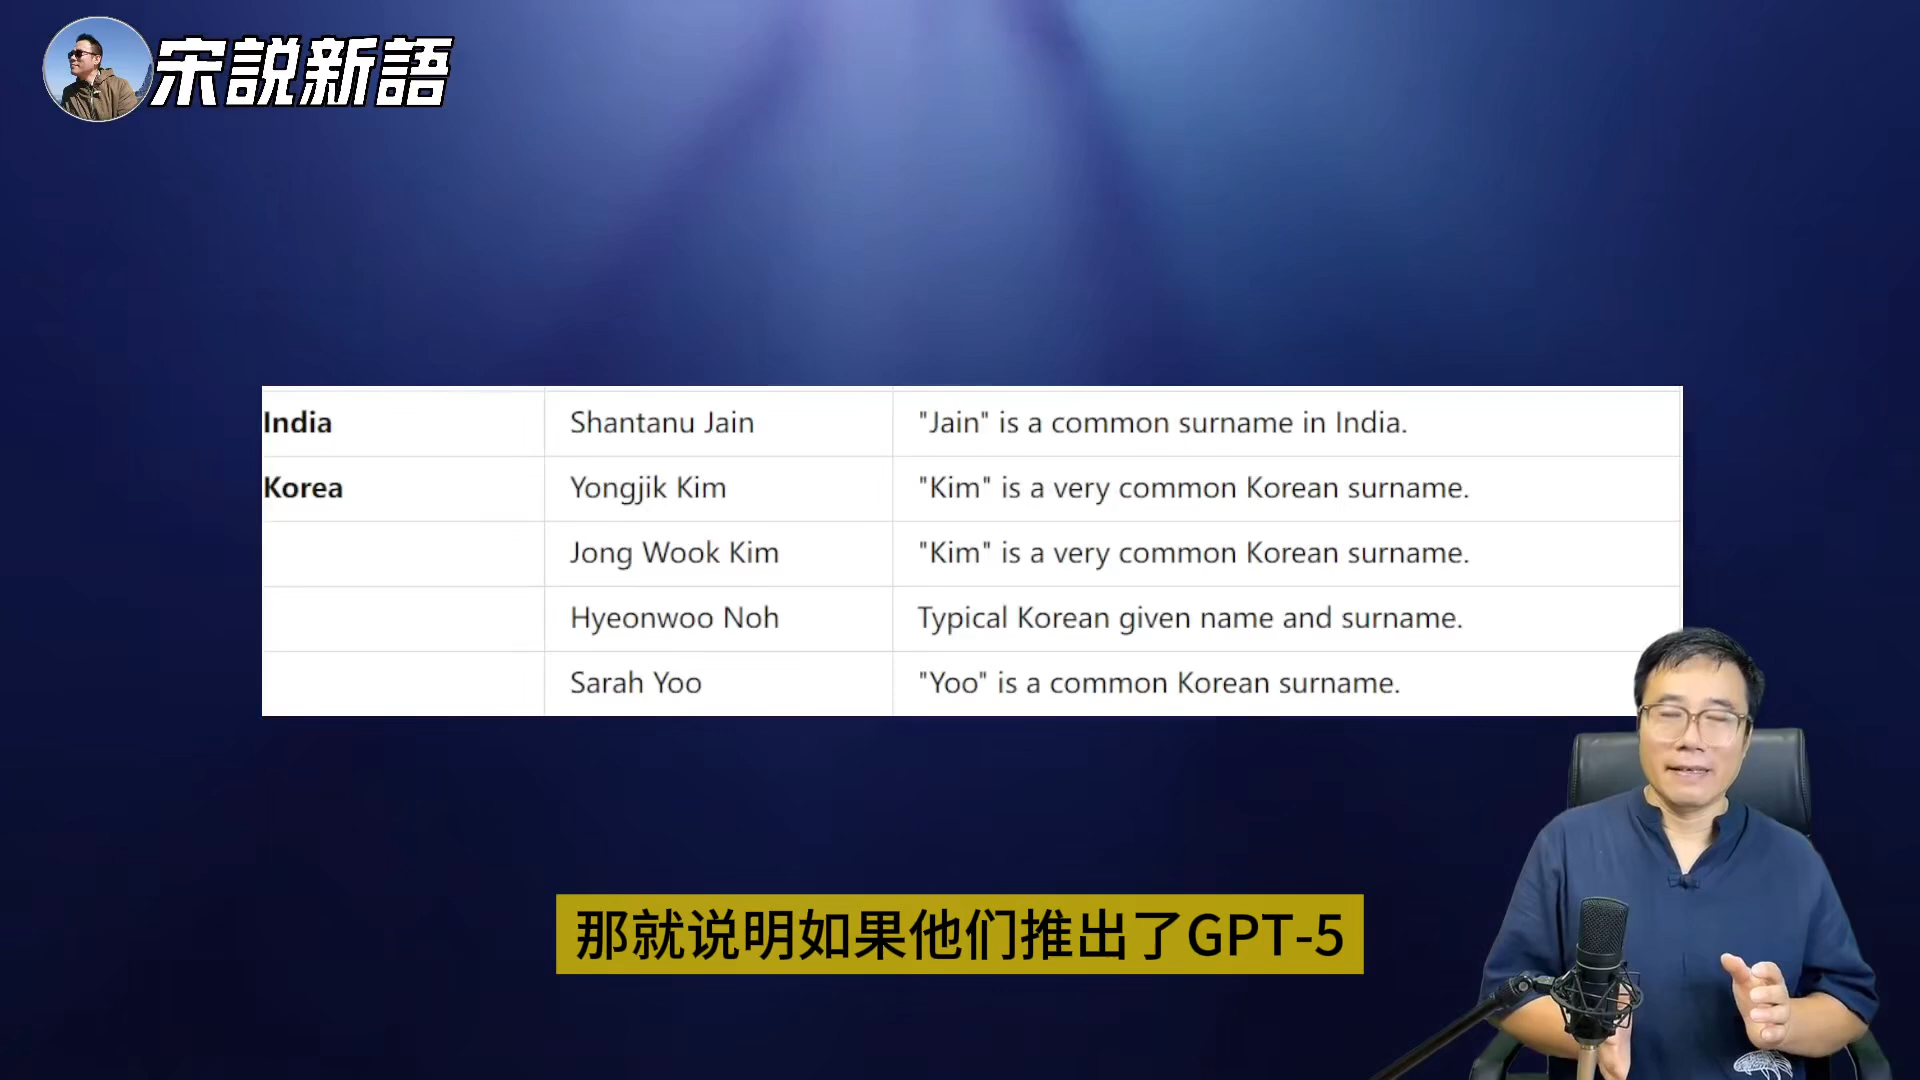 宋説新語
India Shantanu Jain "Jain" is a common surname in India.
Korea Yongjik Kim "Kim" is a very common Korean surname.
Jong Wook Kim "Kim" is a very common Korean surname.
Hyeonwoo Noh Typical Korean given name and surname.
Sarah Yoo "Yoo" is a common Korean surname.
那就说明如果他们推出了GPT-5